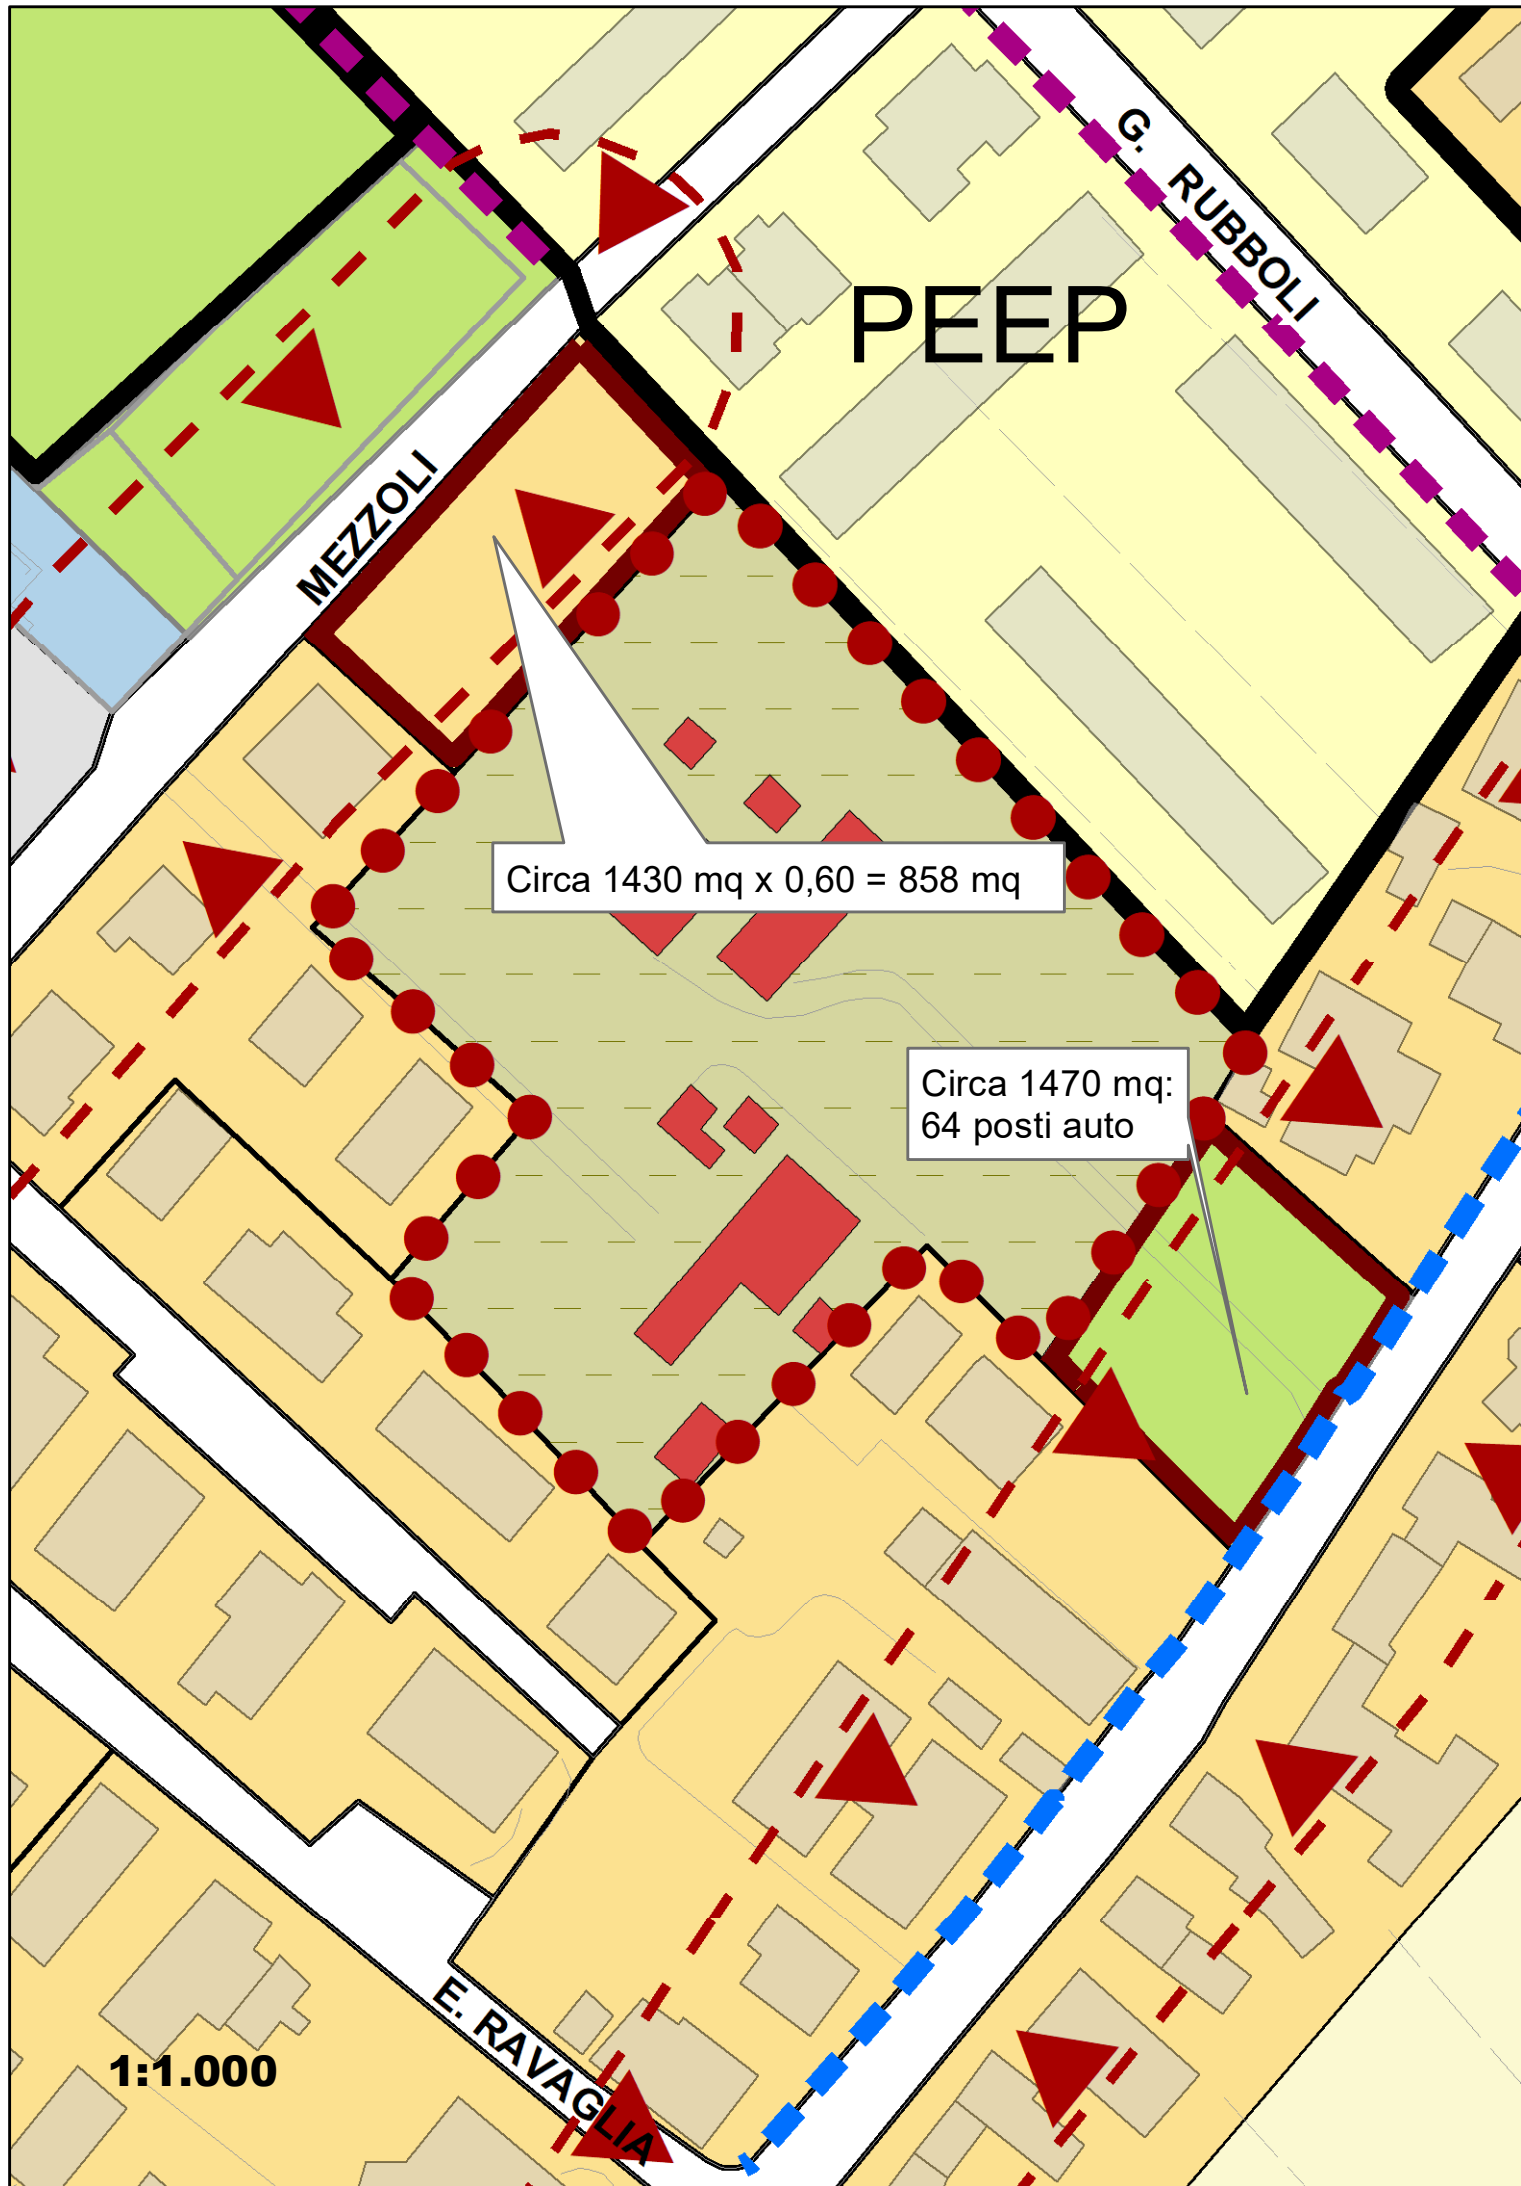 G. RUBBOLI
PEEP
MEZZOLI
Circa 1430 mq x 0,60 = 858 mq
Circa 1470 mq:
64 posti auto
E. RAVAGLIA
1:1.000